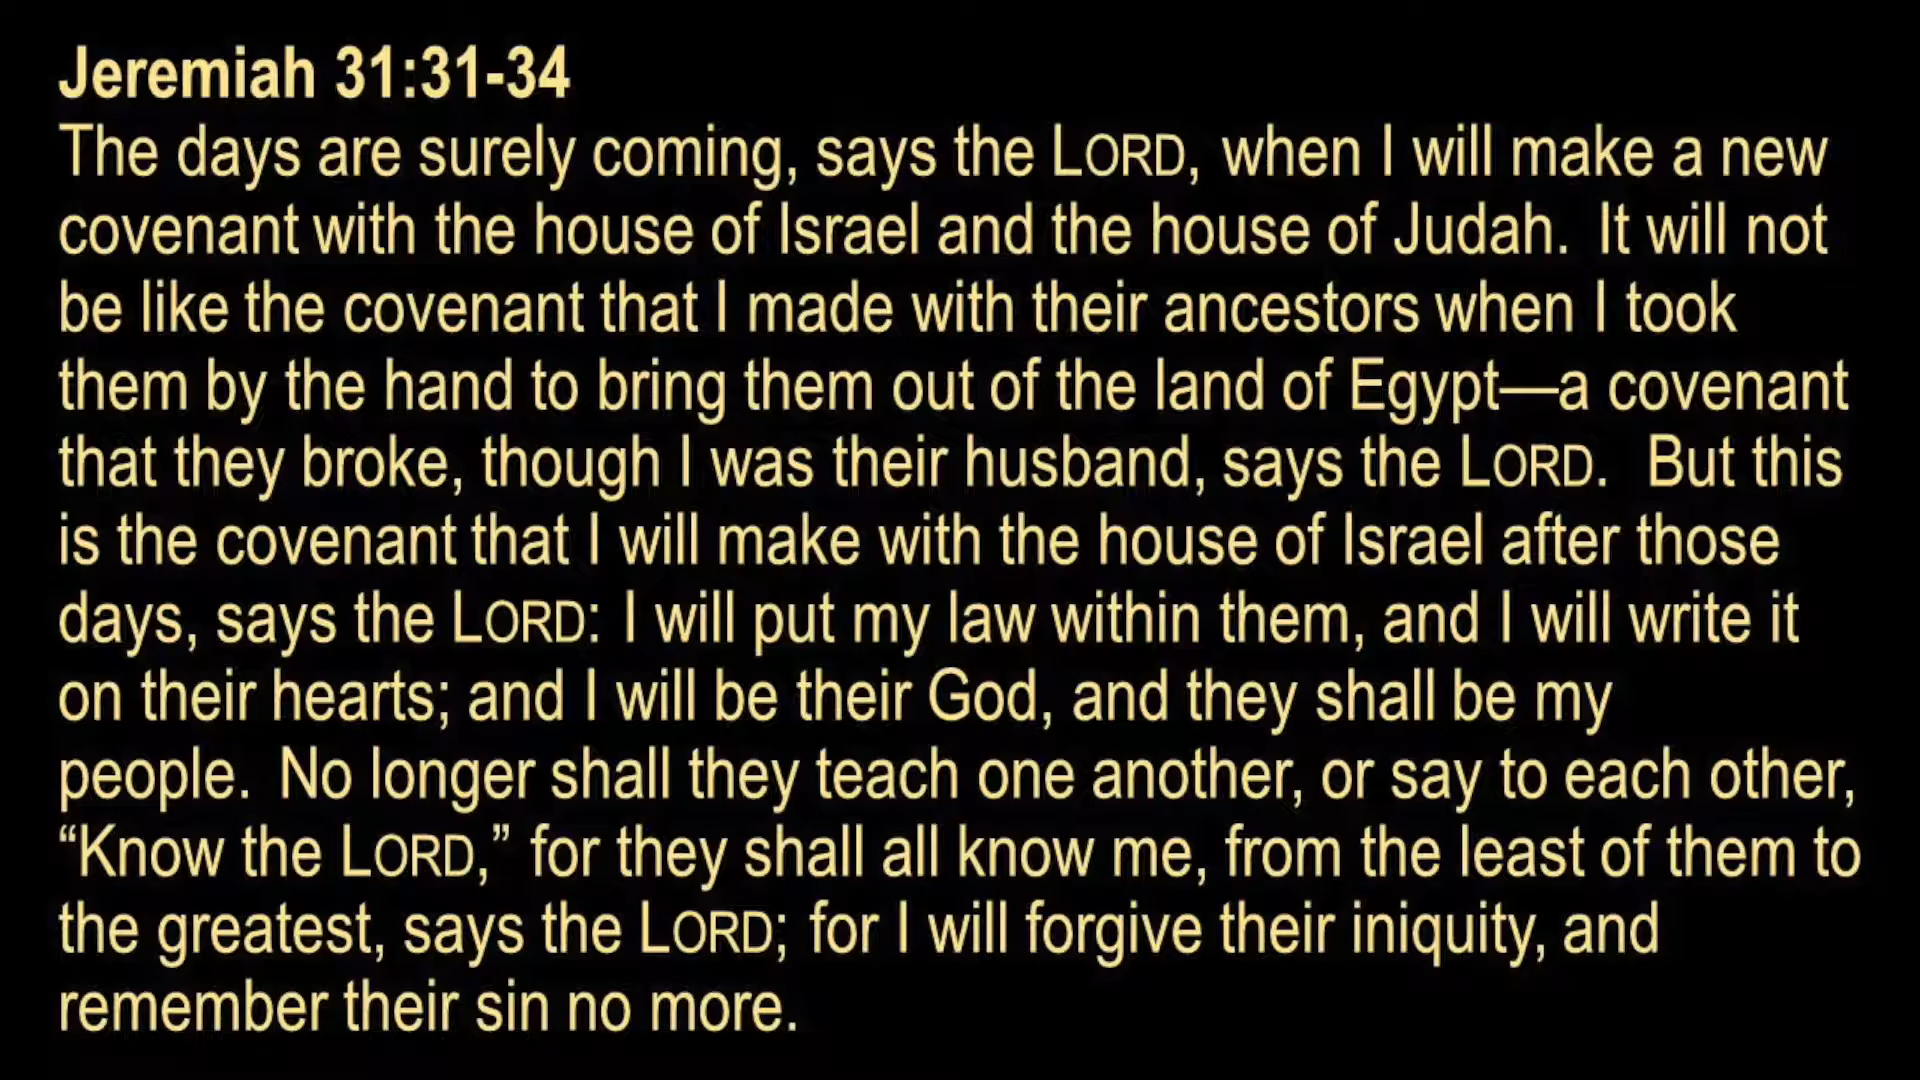 Jeremiah 31:31-34
The days are surely coming, says the LORD, when I will make a new
covenant with the house of Israel and the house of Judah.  It will not
be like the covenant that I made with their ancestors when I took
them by the hand to bring them out of the land of Egypt—a covenant
that they broke, though I was their husband, says the LORD.  But this
is the covenant that I will make with the house of Israel after those
days, says the LORD: I will put my law within them, and I will write it
on their hearts; and I will be their God, and they shall be my
people.  No longer shall they teach one another, or say to each other,
“Know the LORD,” for they shall all know me, from the least of them to
the greatest, says the LORD; for I will forgive their iniquity, and
remember their sin no more.